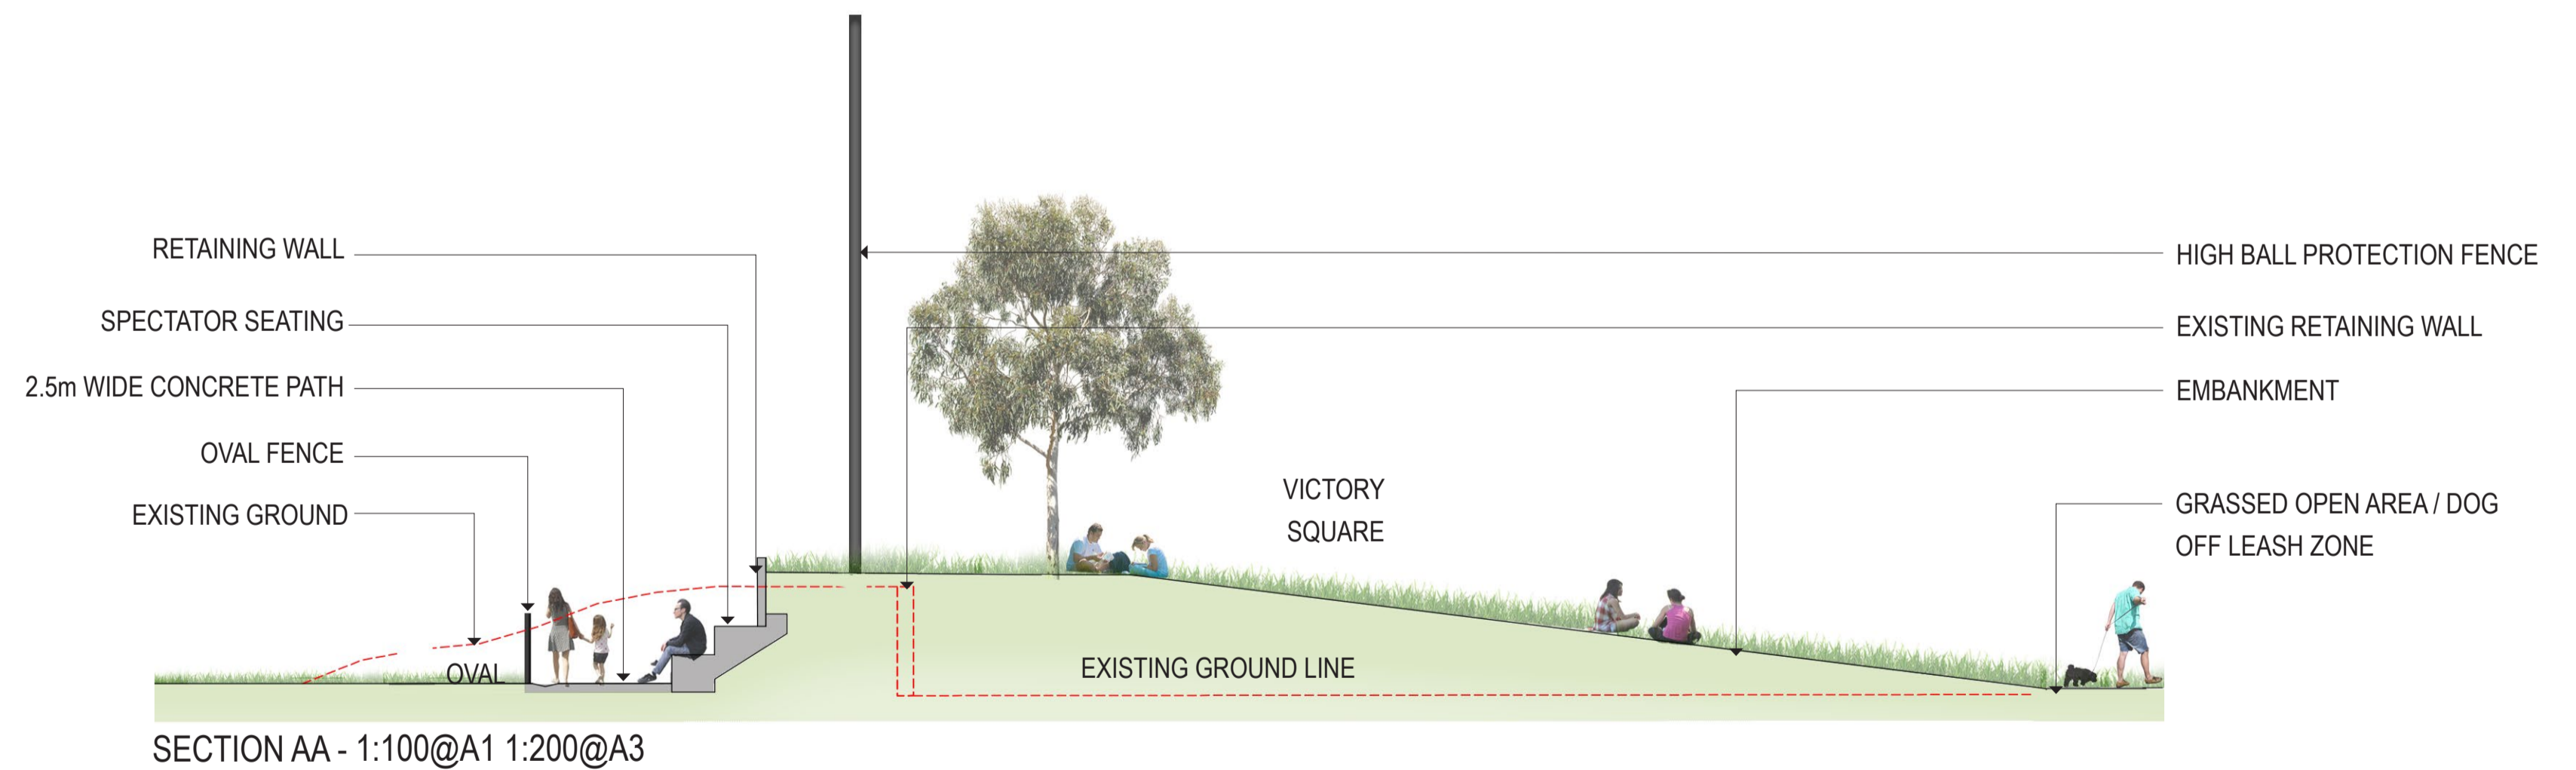 RETAINING WALL
SPECTATOR SEATING
2.5m WIDE CONCRETE PATH
OVAL FENCE
EXISTING GROUND
OVAL
VICTORY
SQUARE
EXISTING GROUND LINE
HIGH BALL PROTECTION FENCE
EXISTING RETAINING WALL
EMBANKMENT
GRASSED OPEN AREA / DOG
OFF LEASH ZONE
SECTION AA - 1:100@A1 1:200@A3